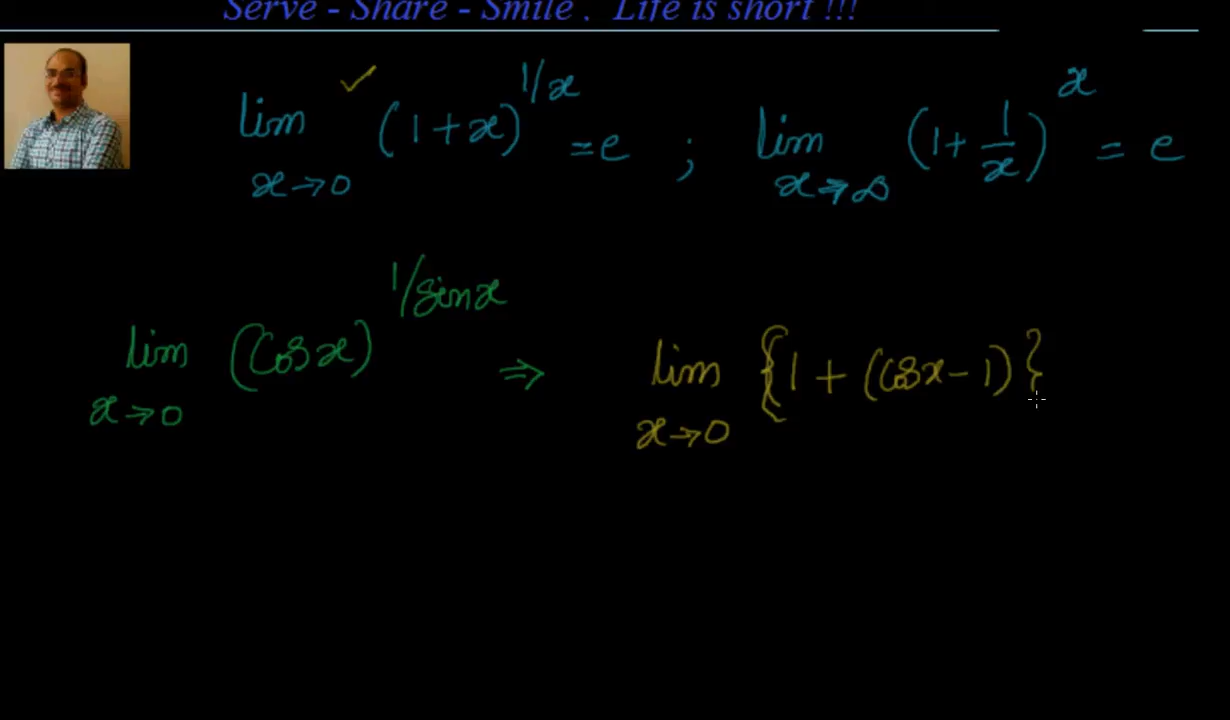 Serve - Share - Smile . Life is short !!!
lim x→0 (1+x)^{1/x} = e ; lim x→∞ (1+1/x)^x = e
lim x→0 (cosx)^{1/sinx} ⇒ lim x→0 {1+(cosx-1)}